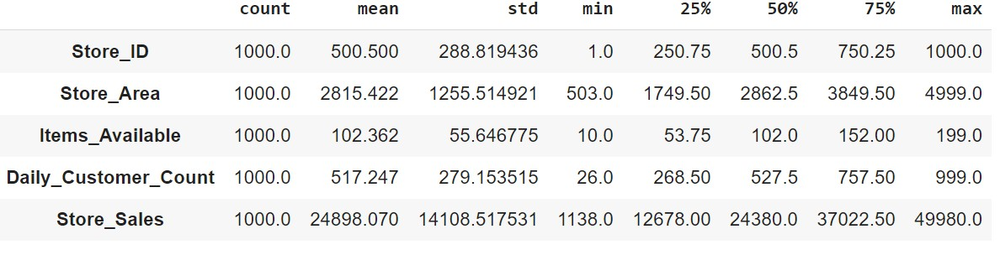 count mean std min 25% 50% 75% max
Store_ID 1000.0 500.500 288.819436 1.0 250.75 500.5 750.25 1000.0
Store_Area 1000.0 2815.422 1255.514921 503.0 1749.50 2862.5 3849.50 4999.0
Items_Available 1000.0 102.362 55.646775 10.0 53.75 102.0 152.00 199.0
Daily_Customer_Count 1000.0 517.247 279.153515 26.0 268.50 527.5 757.50 999.0
Store_Sales 1000.0 24898.070 14108.517531 1138.0 12678.00 24380.0 37022.50 49980.0